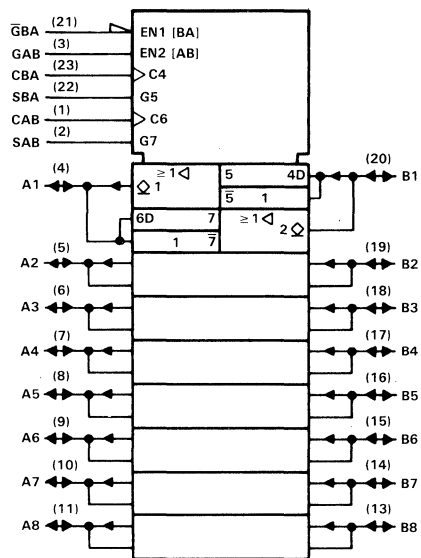 G̅BA (21) EN1 [BA]
GAB (3) EN2 [AB]
CBA (23) C4
SBA (22) G5
CAB (1) C6
SAB (2) G7
A1 (4) ≥1 ◁ 5 4D (20) B1
1 5̅ 1
6D 7 ≥1 ◁
1 7̅ 2
A2 (5) (19) B2
A3 (6) (18) B3
A4 (7) (17) B4
A5 (8) (16) B5
A6 (9) (15) B6
A7 (10) (14) B7
A8 (11) (13) B8